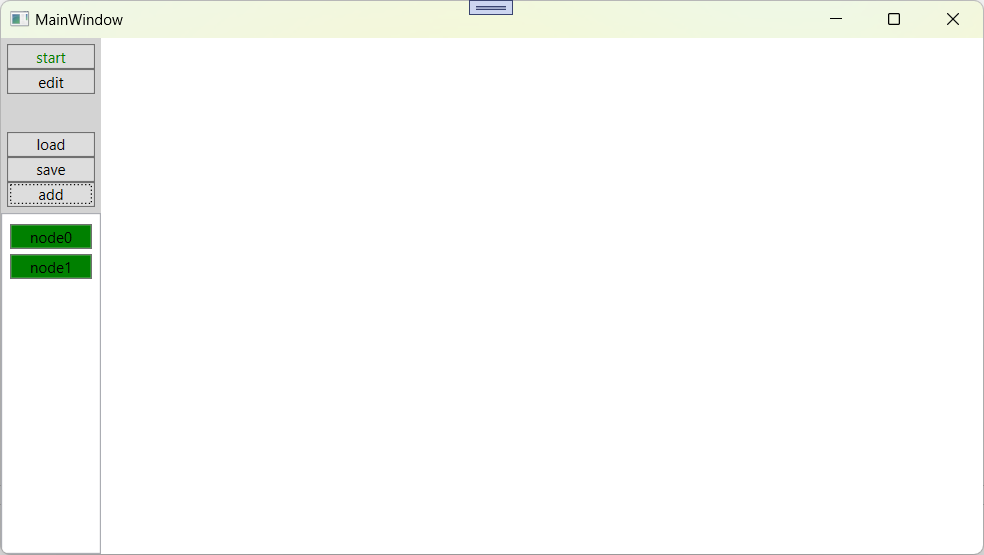 MainWindow
start
edit
load
save
add
node0
node1